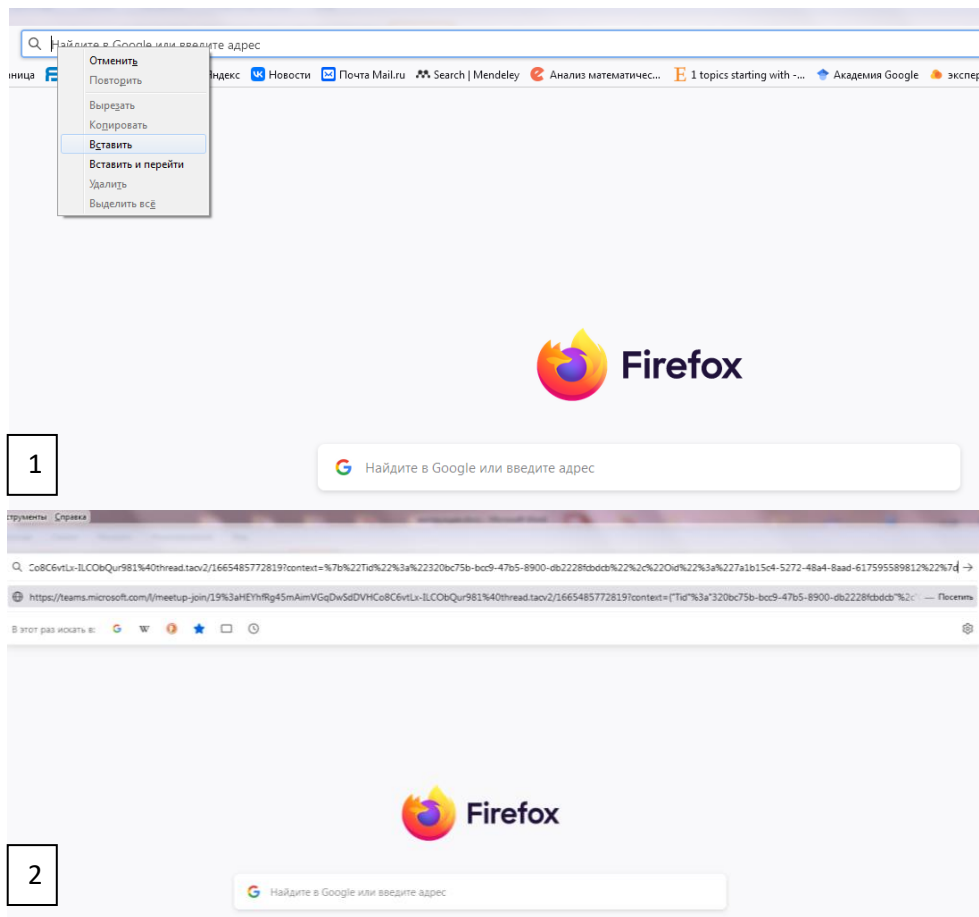 Найдите в Google или введите адрес
Отменить
Повторить
Вырезать
Копировать
Вставить
Вставить и перейти
Удалить
Выделить всё
ница ндекс Новости Почта Mail.ru Search | Mendeley Анализ математичес... 1 topics starting with -... Академия Google экспер
Firefox
Найдите в Google или введите адрес
1
струменты Справка
Co8C6vtLx-ILCObQur981%40thread.tacv2/1665485772819?context=%7b%22Tid%22%3a%22320bc75b-bcc9-47b5-8900-db2228fcbdcb%22%2c%22Oid%22%3a%227a1b15c4-5272-48a4-8aad-617595589812%22%7d
https://teams.microsoft.com/l/meetup-join/19%3aHEYhfRg45mAimVGqDwSdDVHCo8C6vtLx-ILCObQur981%40thread.tacv2/1665485772819?context={"Tid"%3a"320bc75b-bcc9-47b5-8900-db2228fcbdcb"%2c" — Посетить
В этот раз искать в:
Firefox
Найдите в Google или введите адрес
2